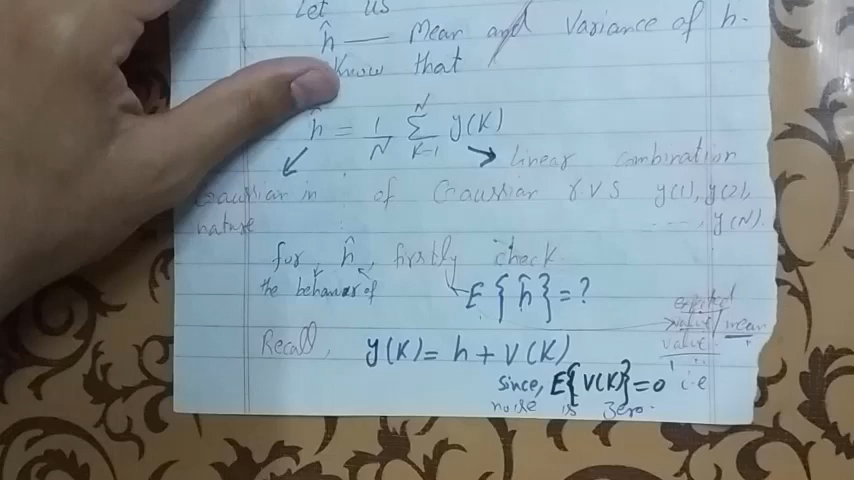 Let us
ĥ — Mean and Variance of h.
Know that
ĥ = 1/N Σ y(K)
N
K=1
Linear combination
Gaussian in of Gaussian r v s y(1), y(2),
nature ...., y(N).
for ĥ, firstly check.
the behavior of E{ĥ} = ?
expected
value/mean
value
Recall, y(K) = h + V(K)
since, E{V(K)} = 0 i.e
noise is zero.